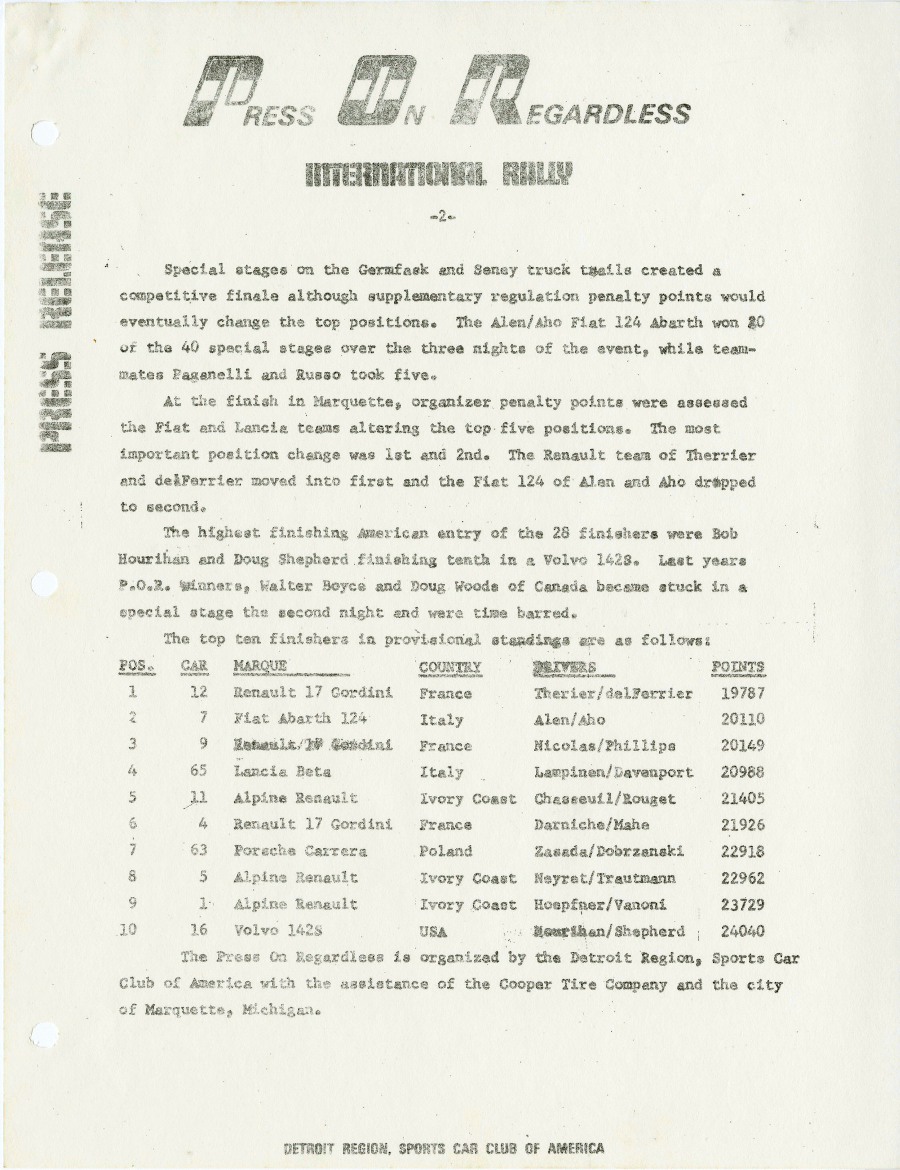 PRESS ON REGARDLESS
INTERNATIONAL RALLY
PRESS RELEASE
-2-
Special stages on the Germfask and Seney truck trails created a
competitive finale although supplementary regulation penalty points would
eventually change the top positions. The Alen/Aho Fiat 124 Abarth won 20
of the 40 special stages over the three nights of the event, while team-
mates Paganelli and Russo took five.
At the finish in Marquette, organizer penalty points were assessed
the Fiat and Lancia teams altering the top five positions. The most
important position change was 1st and 2nd. The Renault team of Therrier
and delFerrier moved into first and the Fiat 124 of Alen and Aho dropped
to second.
The highest finishing American entry of the 28 finishers were Bob
Hourihan and Doug Shepherd finishing tenth in a Volvo 142S. Last years
P.O.R. Winners, Walter Boyce and Doug Woods of Canada became stuck in a
special stage the second night and were time barred.
The top ten finishers in provisional standings are as follows:
POS. CAR MARQUE COUNTRY DRIVERS POINTS
1 12 Renault 17 Gordini France Therier/delFerrier 19787
2 7 Fiat Abarth 124 Italy Alen/Aho 20110
3 9 Renault/17 Gordini France Nicolas/Phillips 20149
4 65 Lancia Beta Italy Lampinen/Davenport 20988
5 11 Alpine Renault Ivory Coast Chasseuil/Rouget 21405
6 4 Renault 17 Gordini France Darniche/Mahe 21926
7 63 Porsche Carrera Poland Zasada/Dobrzanski 22918
8 5 Alpine Renault Ivory Coast Neyret/Trautmann 22962
9 1 Alpine Renault Ivory Coast Hoepfner/Vanoni 23729
10 16 Volvo 142S USA Hourihan/Shepherd 24040
The Press On Regardless is organized by the Detroit Region, Sports Car
Club of America with the assistance of the Cooper Tire Company and the city
of Marquette, Michigan.
DETROIT REGION, SPORTS CAR CLUB OF AMERICA